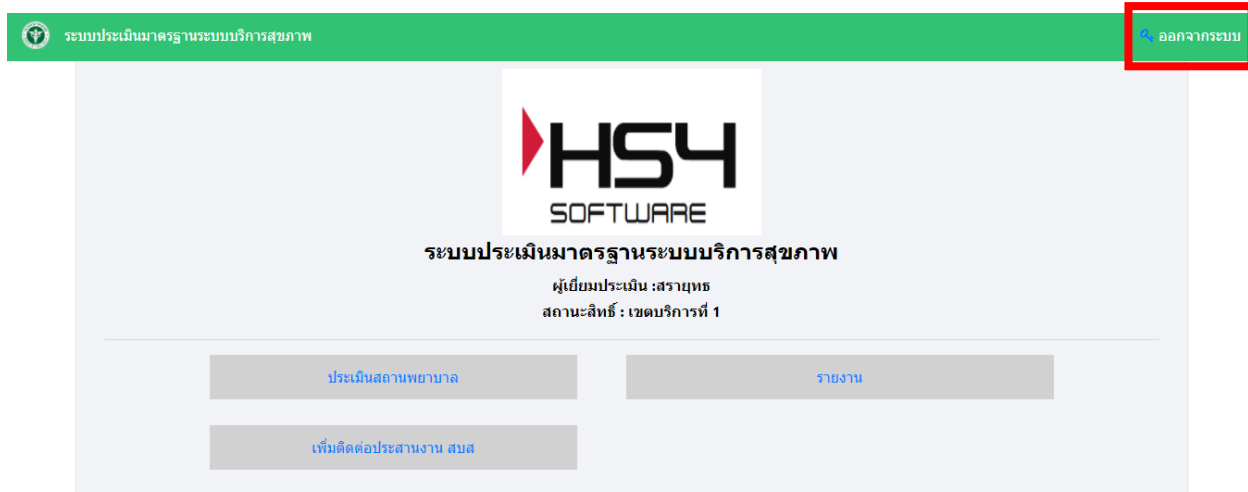 ระบบประเมินมาตรฐานระบบบริการสุขภาพ
ออกจากระบบ
HS4
SOFTWARE
ระบบประเมินมาตรฐานระบบบริการสุขภาพ
ผู้เยี่ยมประเมิน :สรายุทธ
สถานะสิทธิ์ : เขตบริการที่ 1
ประเมินสถานพยาบาล
รายงาน
เพิ่มติดต่อประสานงาน สบส